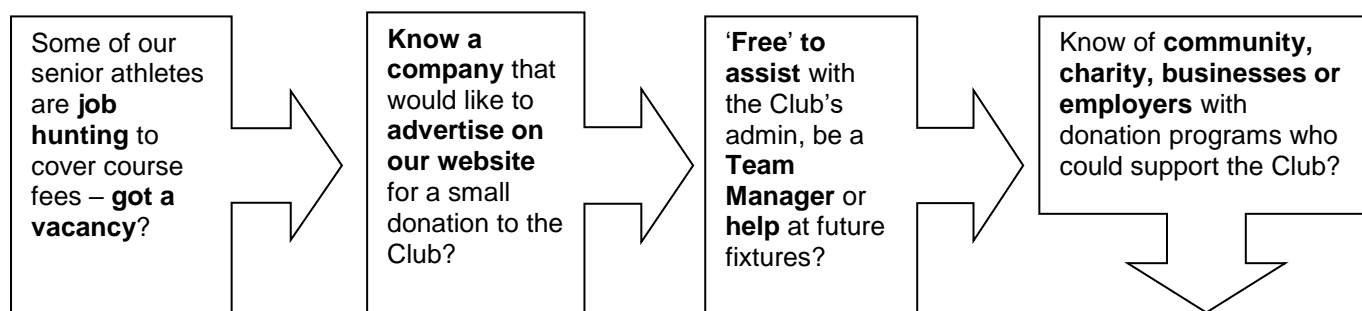 Some of our
senior athletes
are job
hunting to
cover course
fees – got a
vacancy?
Know a
company that
would like to
advertise on
our website
for a small
donation to the
Club?
‘Free’ to
assist with
the Club’s
admin, be a
Team
Manager or
help at future
fixtures?
Know of community,
charity, businesses or
employers with
donation programs who
could support the Club?